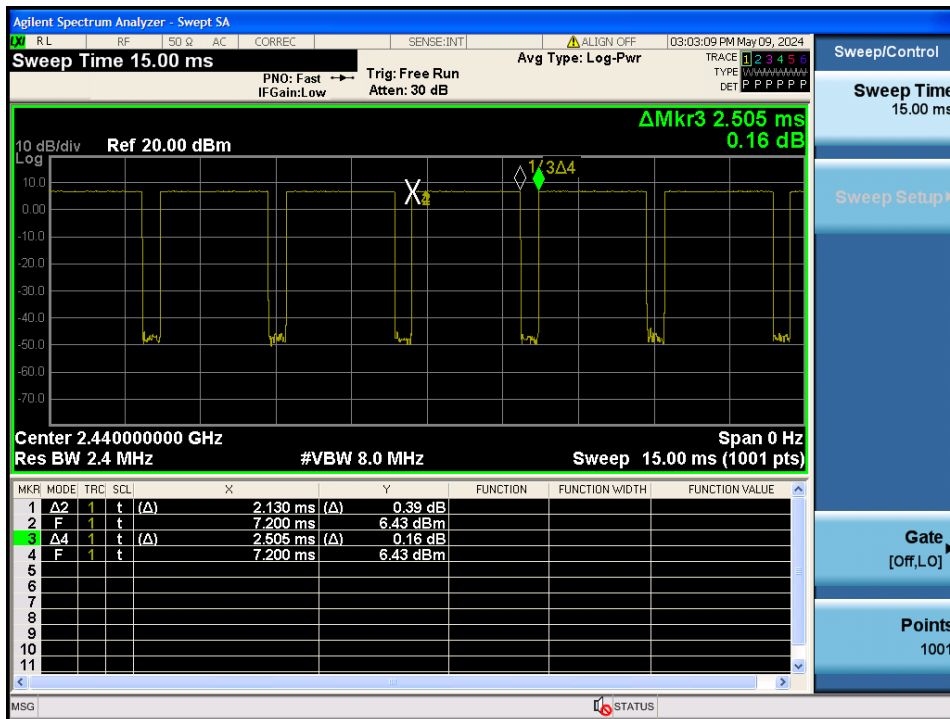 Agilent Spectrum Analyzer - Swept SA
LXI RL RF 50 Ω AC CORREC SENSE:INT ALIGN OFF 03:03:09 PM May 09, 2024
Sweep Time 15.00 ms
PNO: Fast
IFGain:Low
Trig: Free Run
Atten: 30 dB
Avg Type: Log-Pwr
TRACE 1 2 3 4 5 6
TYPE
DET P P P P P P
ΔMkr3 2.505 ms
0.16 dB
10 dB/div Ref 20.00 dBm
Log
10.0
0.00
-10.0
-20.0
-30.0
-40.0
-50.0
-60.0
-70.0
3Δ4
Center 2.440000000 GHz Span 0 Hz
Res BW 2.4 MHz #VBW 8.0 MHz Sweep 15.00 ms (1001 pts)
MKR MODE TRC SCL X Y FUNCTION FUNCTION WIDTH FUNCTION VALUE
1 Δ2 1 t (Δ) 2.130 ms (Δ) 0.39 dB
2 F 1 t 7.200 ms 6.43 dBm
3 Δ4 1 t (Δ) 2.505 ms (Δ) 0.16 dB
4 F 1 t 7.200 ms 6.43 dBm
5
6
7
8
9
10
11
MSG STATUS
Sweep/Control
Sweep Time
15.00 ms
Sweep Setup
Gate
[Off,LO]
Points
1001